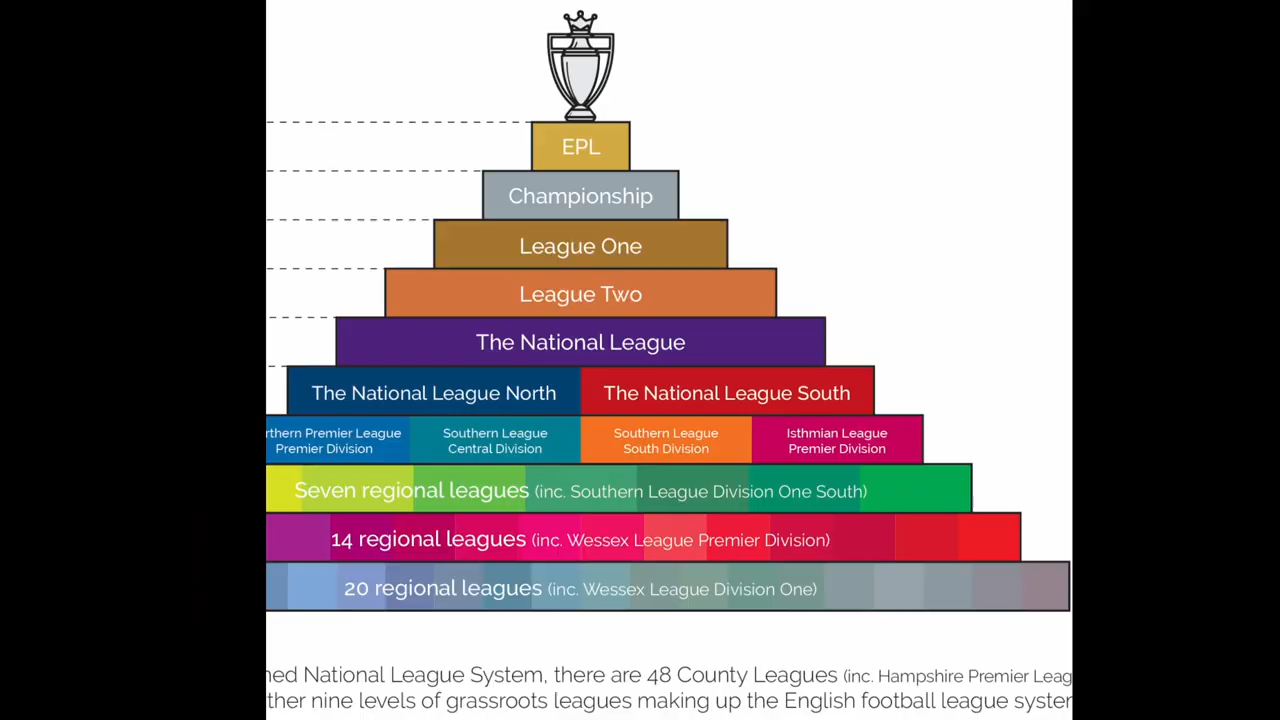 EPL
Championship
League One
League Two
The National League
The National League North The National League South
rthern Premier League Premier Division
Southern League Central Division
Southern League South Division
Isthmian League Premier Division
Seven regional leagues (inc. Southern League Division One South)
14 regional leagues (inc. Wessex League Premier Division)
20 regional leagues (inc. Wessex League Division One)
ned National League System, there are 48 County Leagues (inc. Hampshire Premier Leag
ther nine levels of grassroots leagues making up the English football league syster